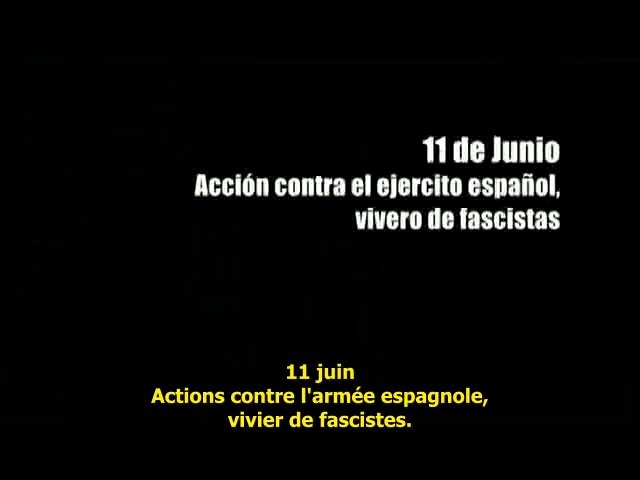 11 de Junio
Acción contra el ejercito español,
vivero de fascistas
11 juin
Actions contre l'armée espagnole,
vivier de fascistes.